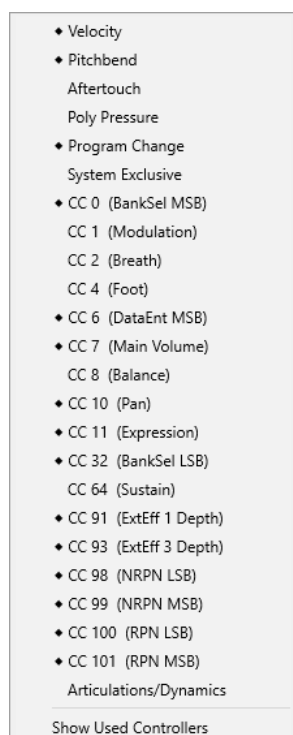 ◆ Velocity
◆ Pitchbend
Aftertouch
Poly Pressure
◆ Program Change
System Exclusive
◆ CC 0 (BankSel MSB)
CC 1 (Modulation)
CC 2 (Breath)
CC 4 (Foot)
◆ CC 6 (DataEnt MSB)
◆ CC 7 (Main Volume)
CC 8 (Balance)
◆ CC 10 (Pan)
◆ CC 11 (Expression)
◆ CC 32 (BankSel LSB)
CC 64 (Sustain)
◆ CC 91 (ExtEff 1 Depth)
◆ CC 93 (ExtEff 3 Depth)
◆ CC 98 (NRPN LSB)
◆ CC 99 (NRPN MSB)
◆ CC 100 (RPN LSB)
◆ CC 101 (RPN MSB)
Articulations/Dynamics
Show Used Controllers